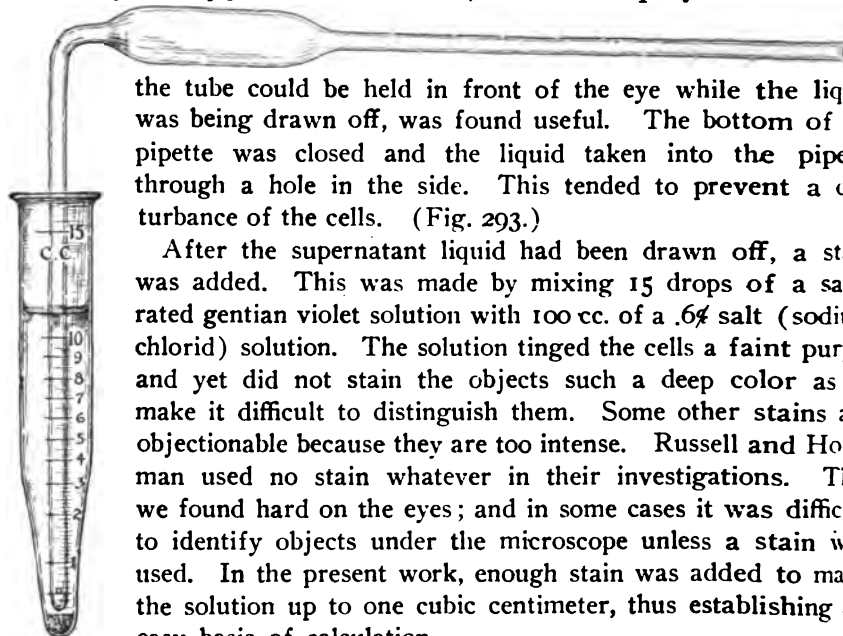 the tube could be held in front of the eye while the liq
was being drawn off, was found useful. The bottom of
pipette was closed and the liquid taken into the pipe
through a hole in the side. This tended to prevent a
turbance of the cells. (Fig. 293.)
After the supernatant liquid had been drawn off, a st
was added. This was made by mixing 15 drops of a sa
rated gentian violet solution with 100 cc. of a .6% salt (sodi
chlorid) solution. The solution tinged the cells a faint pur
and yet did not stain the objects such a deep color as
make it difficult to distinguish them. Some other stains a
objectionable because they are too intense. Russell and Ho
man used no stain whatever in their investigations. T
we found hard on the eyes; and in some cases it was diffic
to identify objects under the microscope unless a stain w
used. In the present work, enough stain was added to ma
the solution up to one cubic centimeter, thus establishing
easy basis of calculation
15
C.C.
10
9
8
7
6
5
4
3
2
1